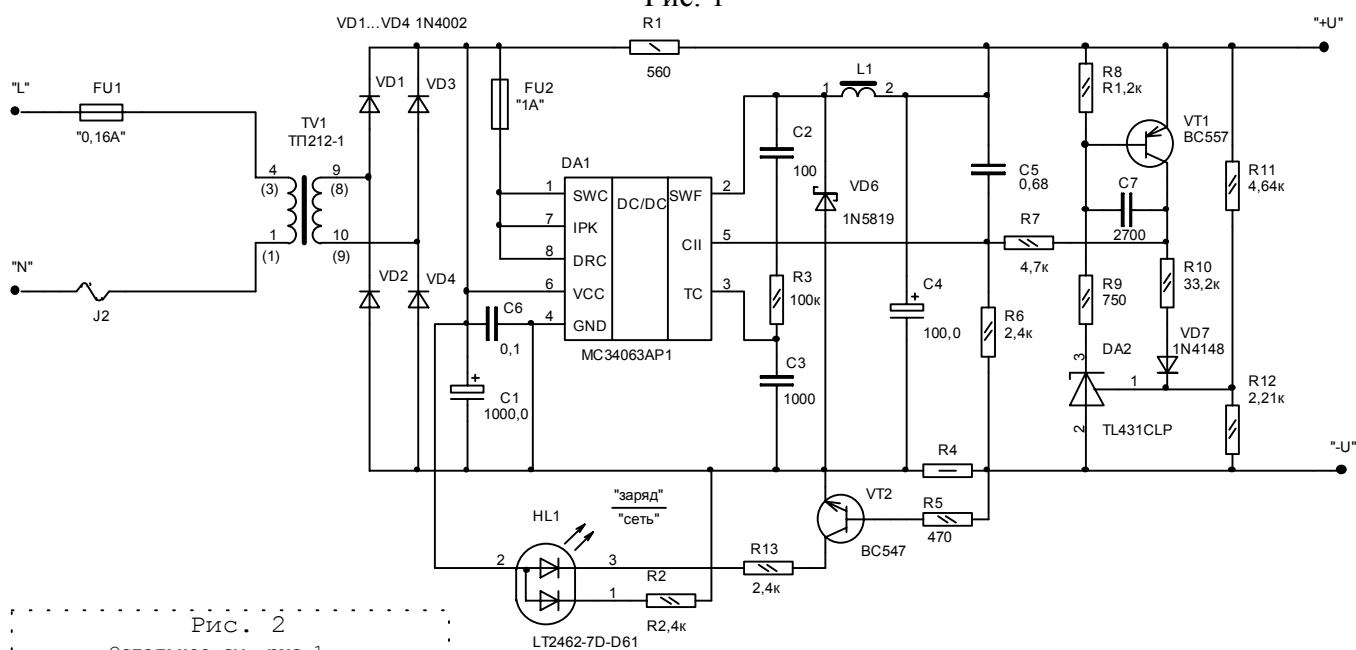 Рис. 1
VD1...VD4 1N4002
R1
560
"+U"
"L"
FU1
"0,16А"
TV1
ТП212-1
4
(3)
1
(1)
9
(8)
10
(9)
"N"
J2
VD1
VD3
VD2
VD4
FU2
"1А"
DA1
1
7
8
6
4
SWC
IPK
DRC
VCC
GND
DC/DC
SWF
CII
TC
2
5
3
MC34063AP1
C6
0,1
C1
1000,0
+
C2
100
R3
100к
C3
1000
L1
1
2
VD6
1N5819
C4
100,0
+
C5
0,68
R6
2,4к
R7
4,7к
R8
R1,2к
VT1
BC557
C7
2700
R9
750
R10
33,2к
VD7
1N4148
R11
4,64к
R12
2,21к
DA2
3
1
2
TL431CLP
"-U"
R4
VT2
BC547
R5
470
R13
2,4к
R2
R2,4к
HL1
"заряд"
"сеть"
2
3
1
LT2462-7D-D61
Рис. 2